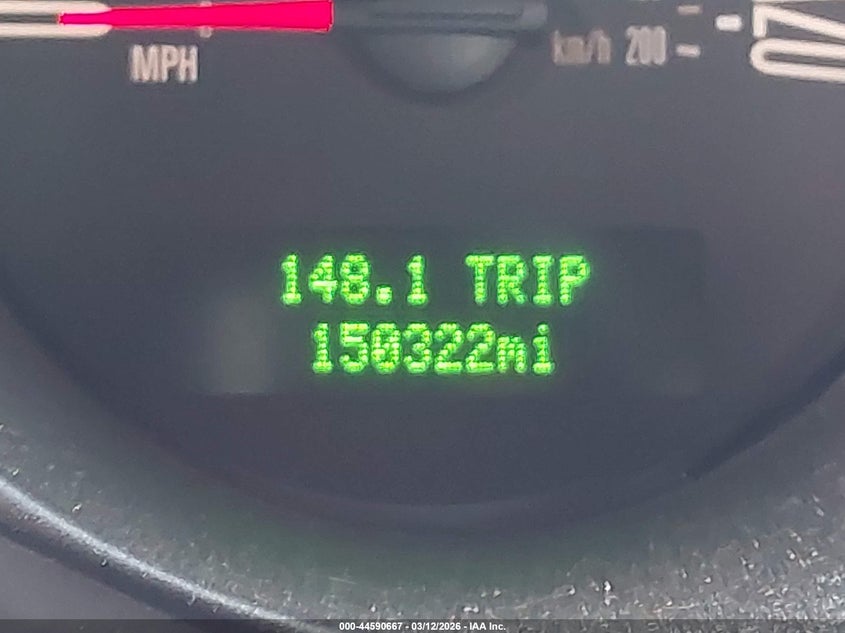 MPH
km/h 200
148.1 TRIP
150322mi
000-44590667 - 03/12/2026 - IAA Inc.